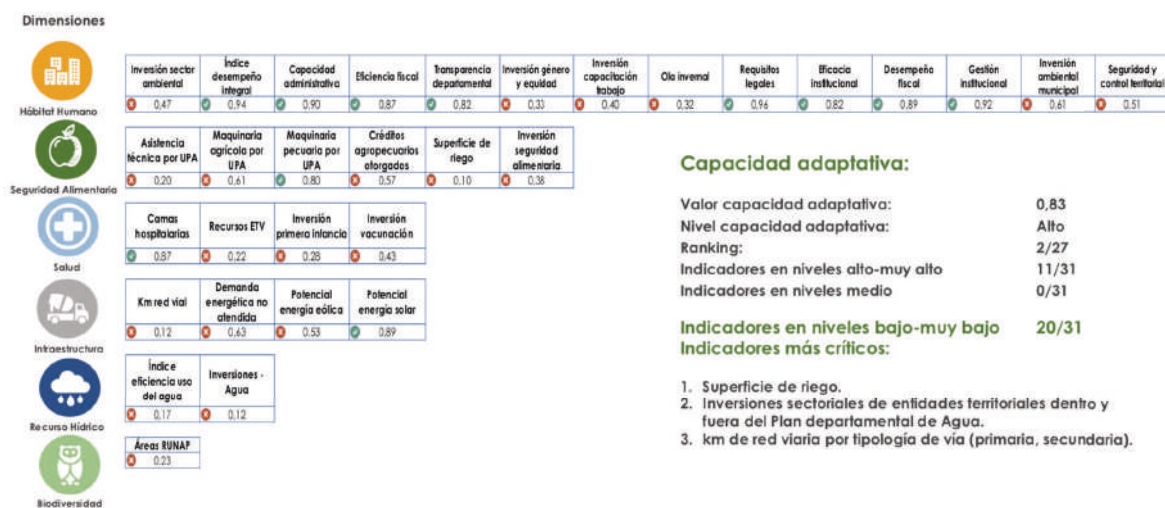 Dimensiones
Hábitat Humano
Inversión sector ambiental
Índice desempeño integral
Capacidad administrativa
Eficiencia fiscal
Transparencia departamental
Inversión género y equidad
Inversión capacitación trabajo
Ola invernal
Requisitos legales
Eficacia institucional
Desempeño fiscal
Gestión institucional
Inversión ambiental municipal
Seguridad y control territorial
0,47 0,94 0,90 0,87 0,82 0,33 0,40 0,32 0,96 0,82 0,89 0,92 0,61 0,51
Seguridad Alimentaria
Asistencia técnica por UPA
Maquinaria agrícola por UPA
Maquinaria pecuaria por UPA
Créditos agropecuarios otorgados
Superficie de riego
Inversión seguridad alimentaria
0,20 0,61 0,80 0,57 0,10 0,38
Salud
Camas hospitalarias
Recursos ETV
Inversión primera infancia
Inversión vacunación
0,87 0,22 0,28 0,43
Infraestructura
Km red vial
Demanda energética no atendida
Potencial energía eólica
Potencial energía solar
0,12 0,63 0,53 0,89
Recurso Hídrico
Índice eficiencia uso del agua
Inversiones - Agua
0,17 0,12
Biodiversidad
Áreas RUNAP
0,23
Capacidad adaptativa:
Valor capacidad adaptativa: 0,83
Nivel capacidad adaptativa: Alto
Ranking: 2/27
Indicadores en niveles alto-muy alto 11/31
Indicadores en niveles medio 0/31
Indicadores en niveles bajo-muy bajo 20/31
Indicadores más críticos:
1. Superficie de riego.
2. Inversiones sectoriales de entidades territoriales dentro y
fuera del Plan departamental de Agua.
3. km de red viaria por tipología de vía (primaria, secundaria).